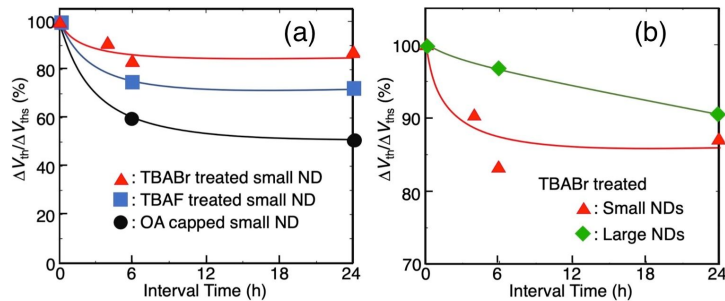 (a)
100
80
60
40
20
0
ΔVth/ΔVths (%)
▲: TBABr treated small ND
■: TBAF treated small ND
●: OA capped small ND
0 6 12 18 24
Interval Time (h)
(b)
100
90
80
70
ΔVth/ΔVths (%)
TBABr treated
▲: Small NDs
◆: Large NDs
0 6 12 18 24
Interval Time (h)